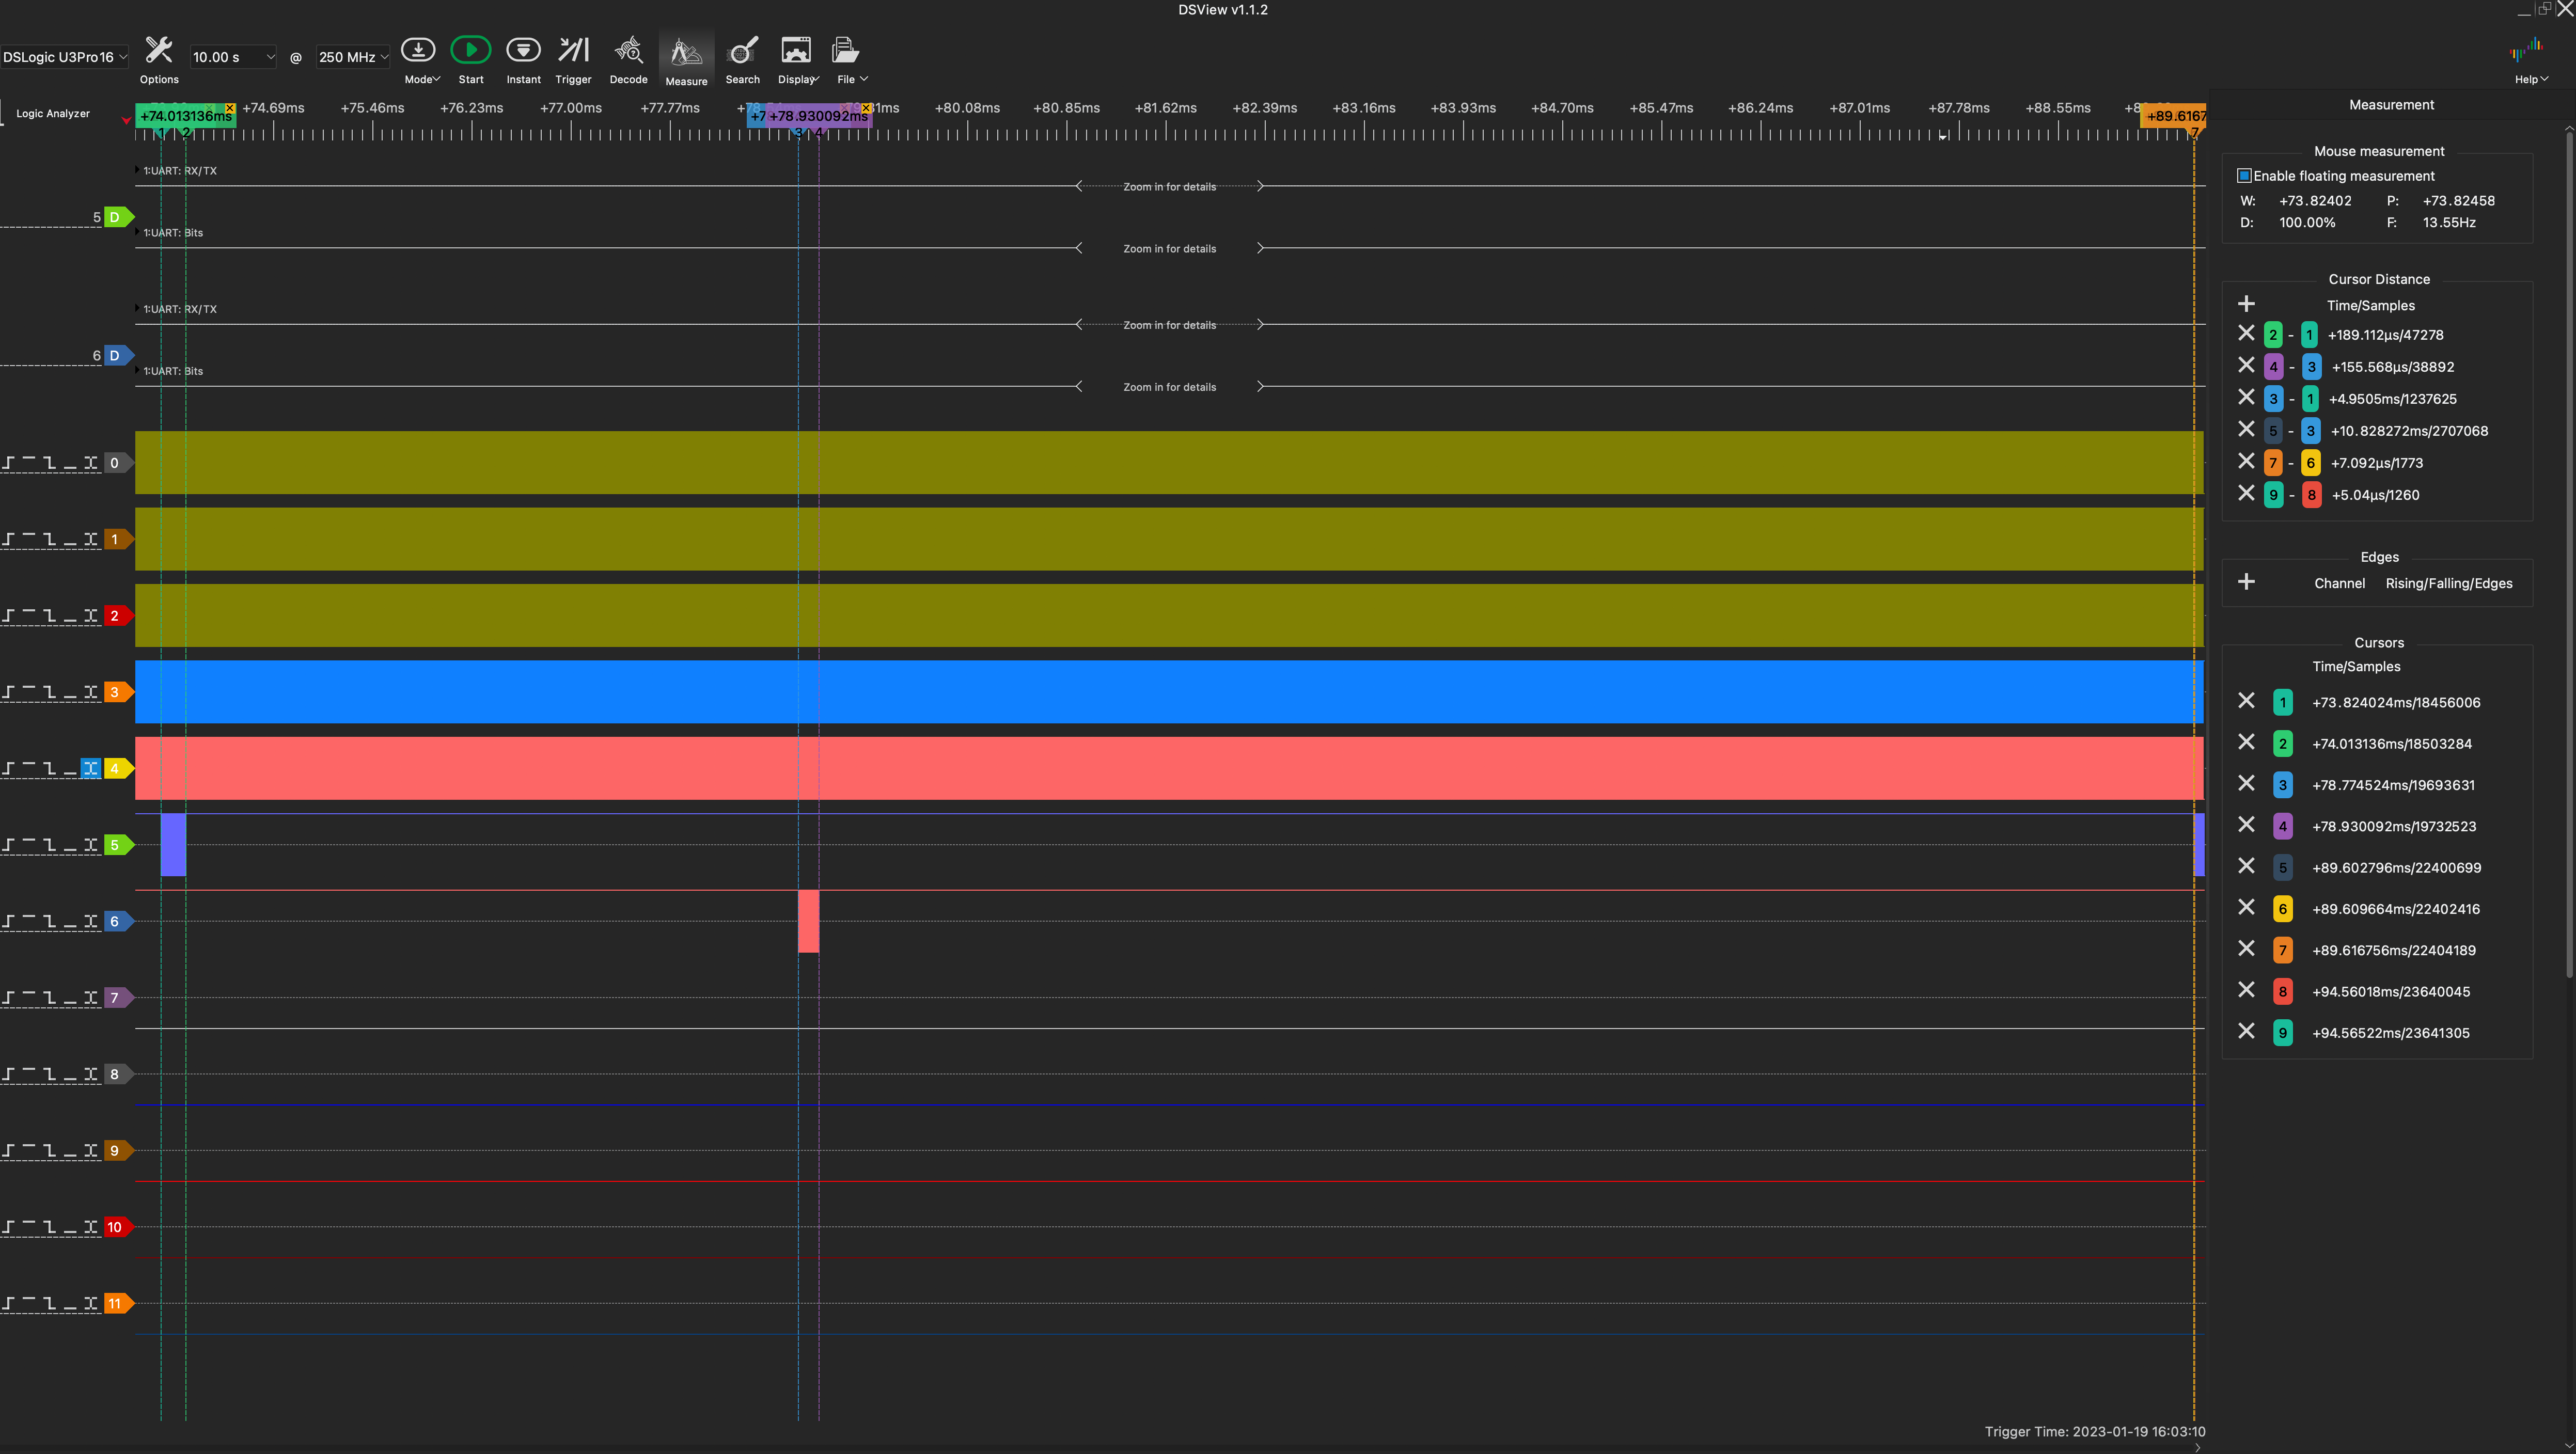 DSView v1.1.2
DSLogic U3Pro16 10.00 s @ 250 MHz
Options Mode Start Instant Trigger Decode Measure Search Display File Help
Logic Analyzer
+74.013136ms +74.69ms +75.46ms +76.23ms +77.00ms +77.77ms +7 +78.930092ms +80.08ms +80.85ms +81.62ms +82.39ms +83.16ms +83.93ms +84.70ms +85.47ms +86.24ms +87.01ms +87.78ms +88.55ms +89.6167
1 2 3 4 7
1:UART: RX/TX
Zoom in for details
5 D
1:UART: Bits
Zoom in for details
1:UART: RX/TX
Zoom in for details
6 D
1:UART: Bits
Zoom in for details
0
1
2
3
4
5
6
7
8
9
10
11
Trigger Time: 2023-01-19 16:03:10
Measurement
Mouse measurement
Enable floating measurement
W: +73.82402 P: +73.82458
D: 100.00% F: 13.55Hz
Cursor Distance
Time/Samples
2 - 1 +189.112µs/47278
4 - 3 +155.568µs/38892
3 - 1 +4.9505ms/1237625
5 - 3 +10.828272ms/2707068
7 - 6 +7.092µs/1773
9 - 8 +5.04µs/1260
Edges
Channel Rising/Falling/Edges
Cursors
Time/Samples
1 +73.824024ms/18456006
2 +74.013136ms/18503284
3 +78.774524ms/19693631
4 +78.930092ms/19732523
5 +89.602796ms/22400699
6 +89.609664ms/22402416
7 +89.616756ms/22404189
8 +94.56018ms/23640045
9 +94.56522ms/23641305